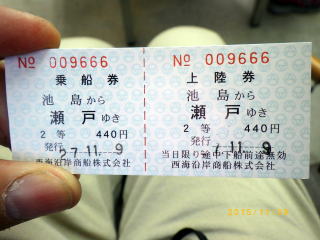 № 009666
乗船券
池島から
瀬戸ゆき
2等 440円
発行
27.11.9
西海沿岸商船株式会社
№ 009666
上陸券
池島から
瀬戸ゆき
2等 440円
発行
7.11.9
当日限り 途中下船前途無効
西海沿岸商船株式会社